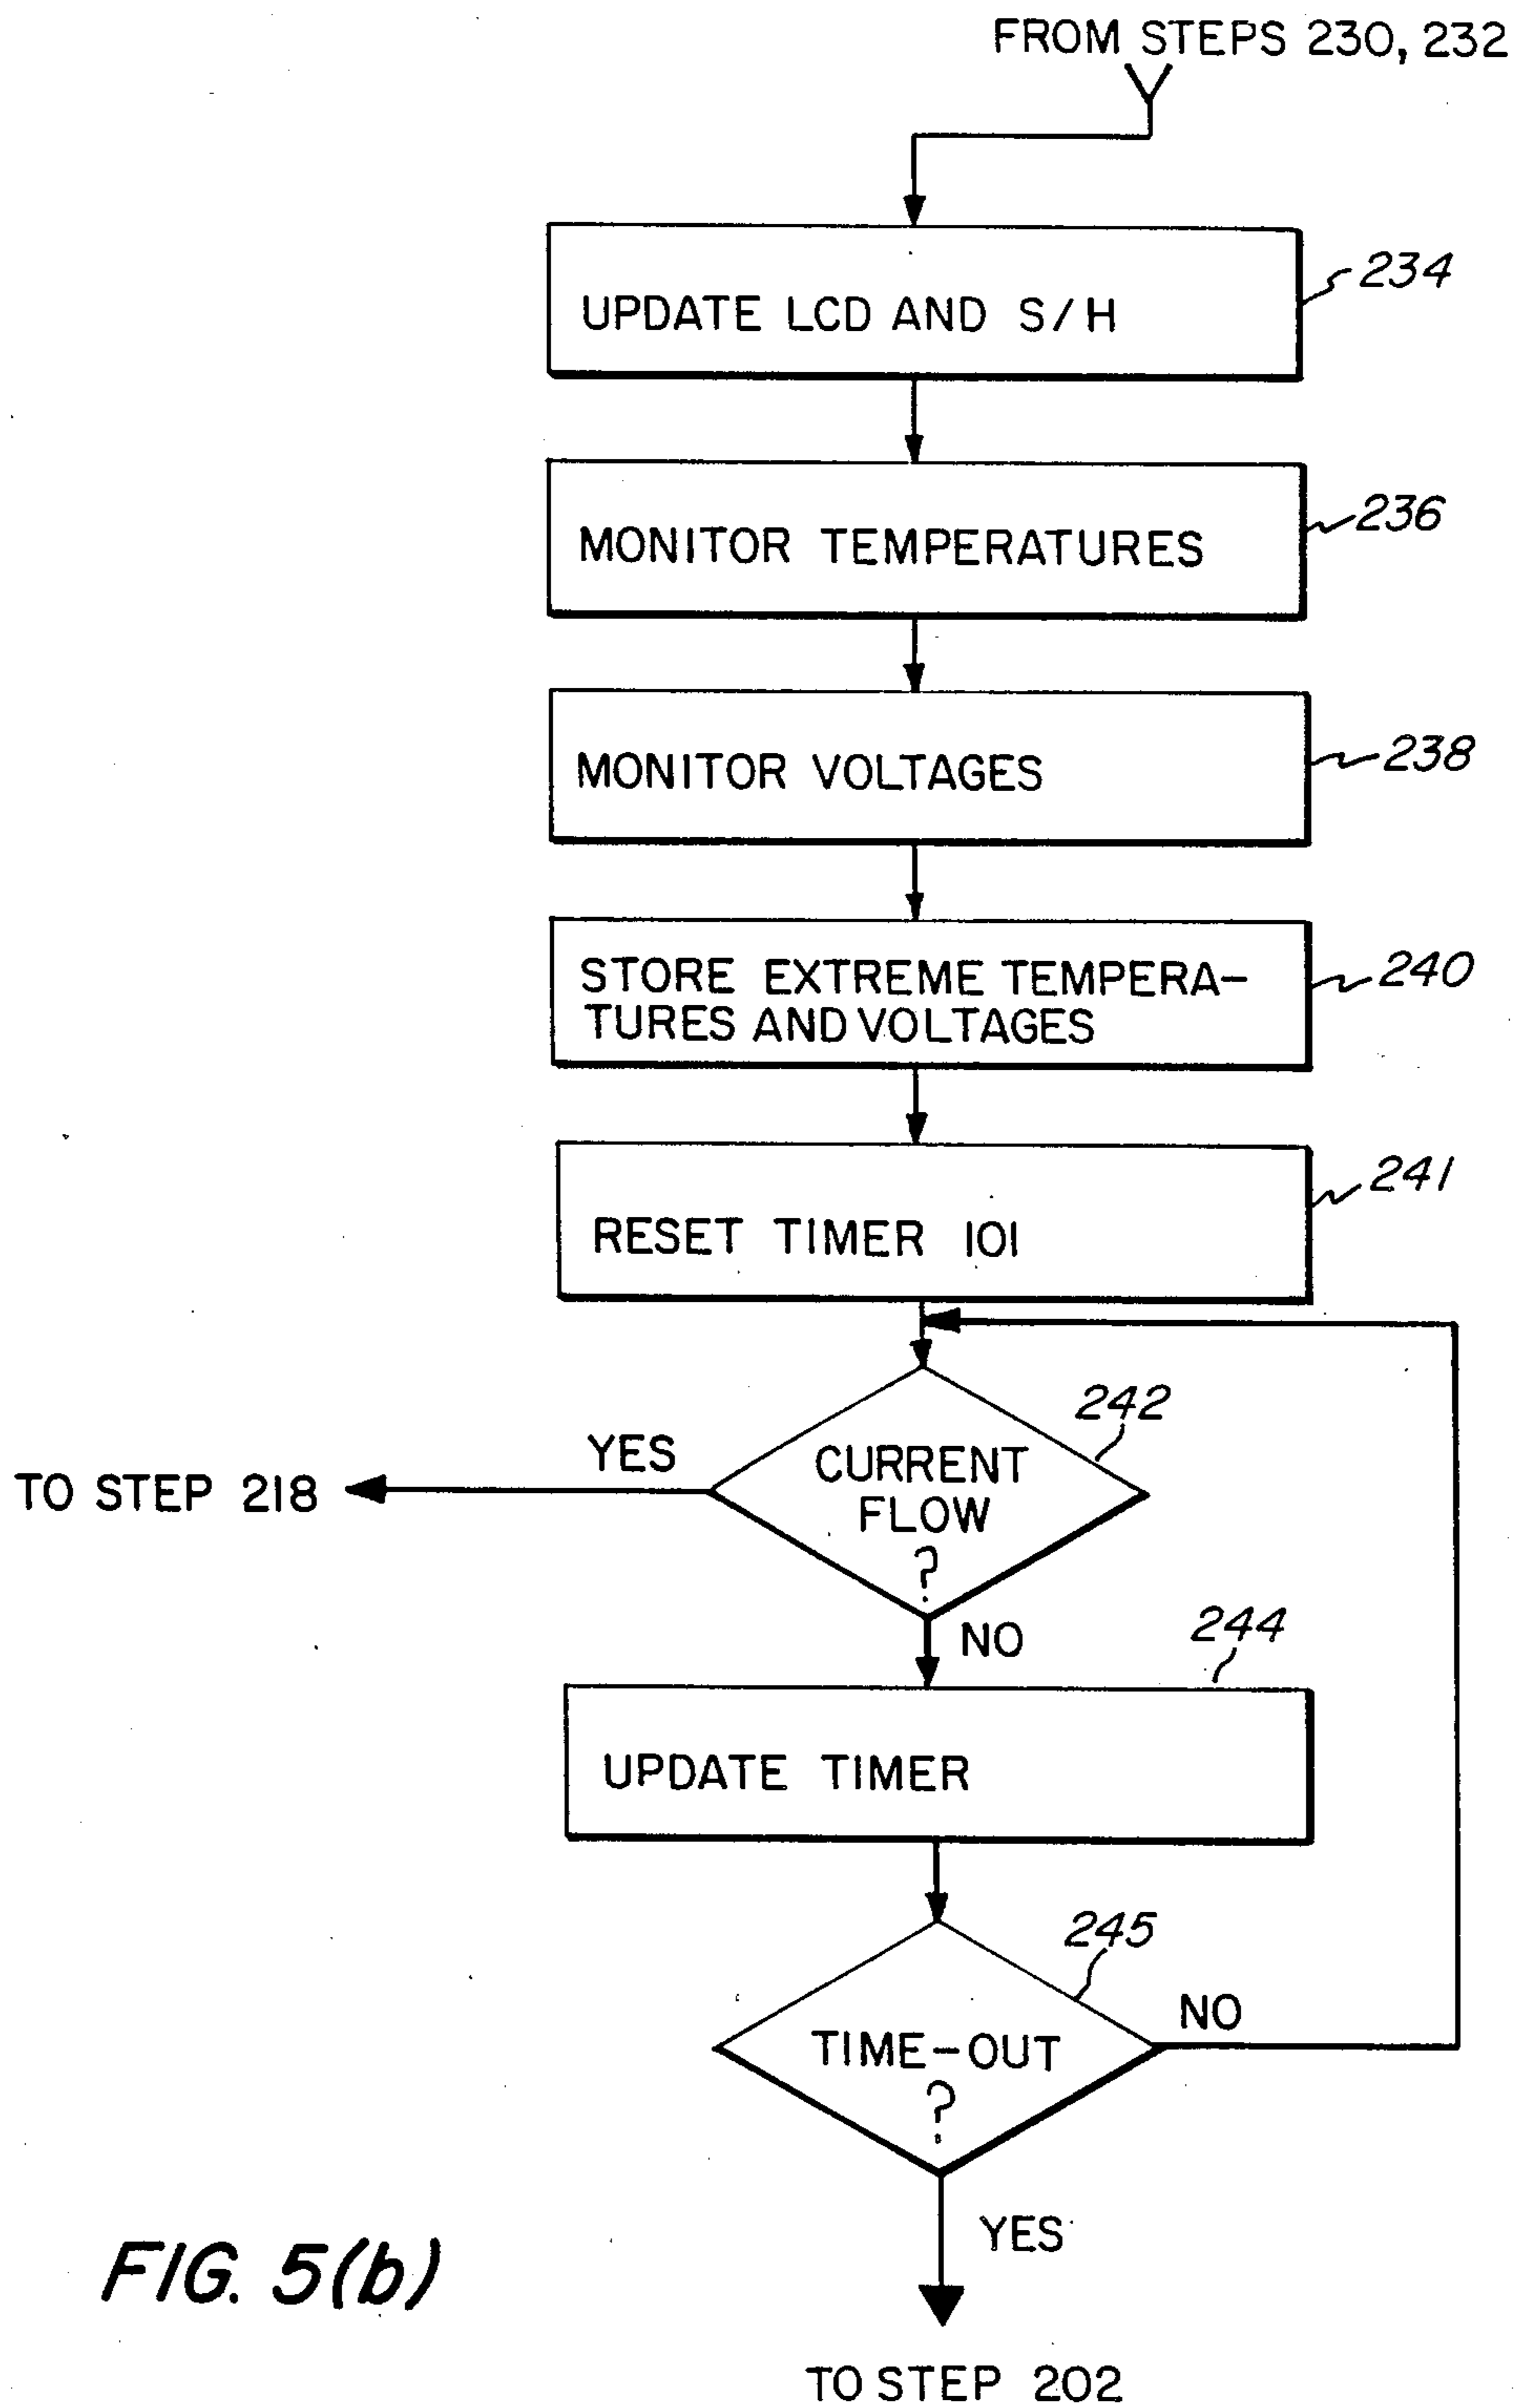 FROM STEPS 230, 232
234
UPDATE LCD AND S/H
236
MONITOR TEMPERATURES
238
MONITOR VOLTAGES
240
STORE EXTREME TEMPERA-
TURES AND VOLTAGES
241
RESET TIMER 101
242
YES
CURRENT
FLOW
?
TO STEP 218
NO
244
UPDATE TIMER
245
NO
TIME-OUT
?
YES
FIG. 5(b)
TO STEP 202